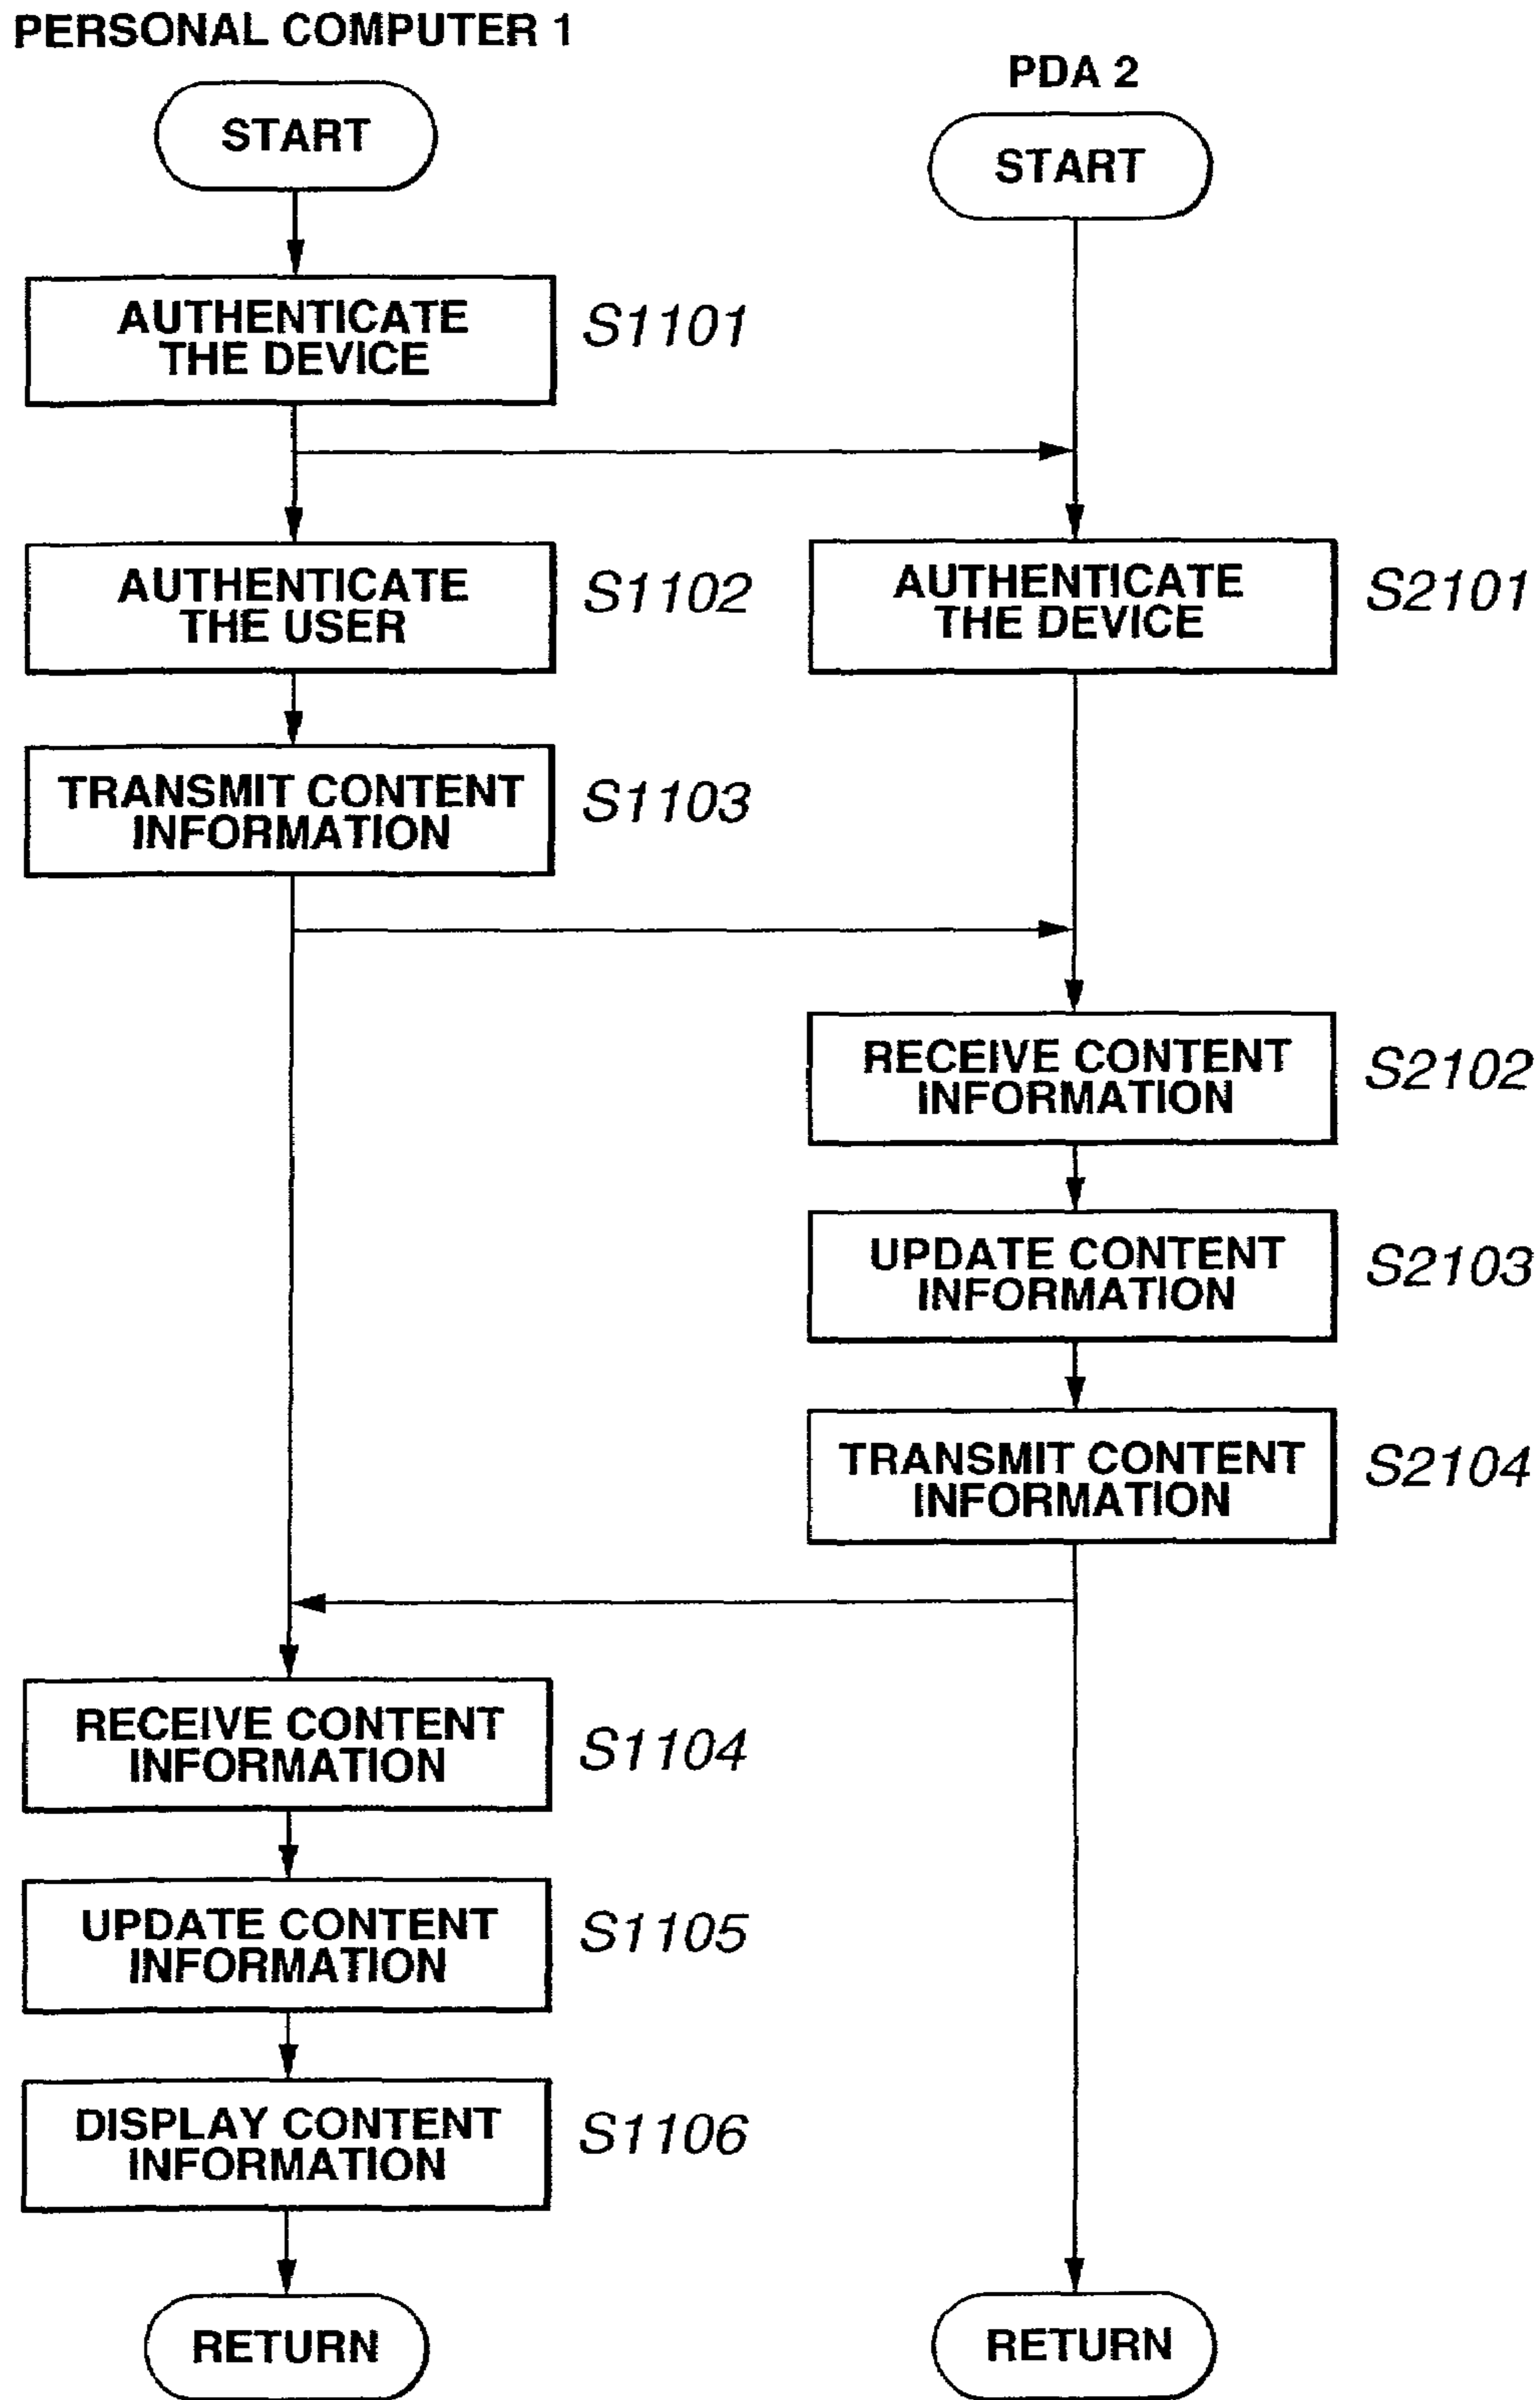 PERSONAL COMPUTER 1
PDA 2
START
START
AUTHENTICATE
THE DEVICE
S1101
AUTHENTICATE
THE USER
S1102
AUTHENTICATE
THE DEVICE
S2101
TRANSMIT CONTENT
INFORMATION
S1103
RECEIVE CONTENT
INFORMATION
S2102
UPDATE CONTENT
INFORMATION
S2103
TRANSMIT CONTENT
INFORMATION
S2104
RECEIVE CONTENT
INFORMATION
S1104
UPDATE CONTENT
INFORMATION
S1105
DISPLAY CONTENT
INFORMATION
S1106
RETURN
RETURN